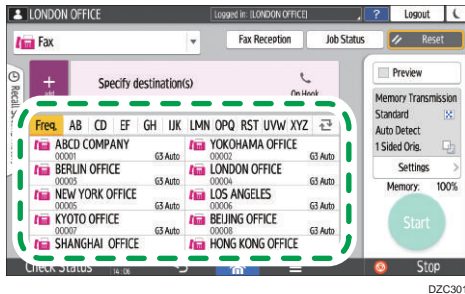 LONDON OFFICE
Logged in: [LONDON OFFICE]
?
Logout
Fax
Fax Reception
Job Status
Reset
Recall
add
Specify destination(s)
On Hook
Preview
Memory Transmission
Standard
Auto Detect
1 Sided Orig.
Settings >
Memory: 100%
Start
Freq. AB CD EF GH IJK LMN OPQ RST UVW XYZ
ABCD COMPANY
00001 G3 Auto
YOKOHAMA OFFICE
00002 G3 Auto
BERLIN OFFICE
00003 G3 Auto
LONDON OFFICE
00004 G3 Auto
NEW YORK OFFICE
00005 G3 Auto
LOS ANGELES
00006 G3 Auto
KYOTO OFFICE
00007 G3 Auto
BEIJING OFFICE
00008 G3 Auto
SHANGHAI OFFICE
HONG KONG OFFICE
Check Status
14:06
Stop
DZC301